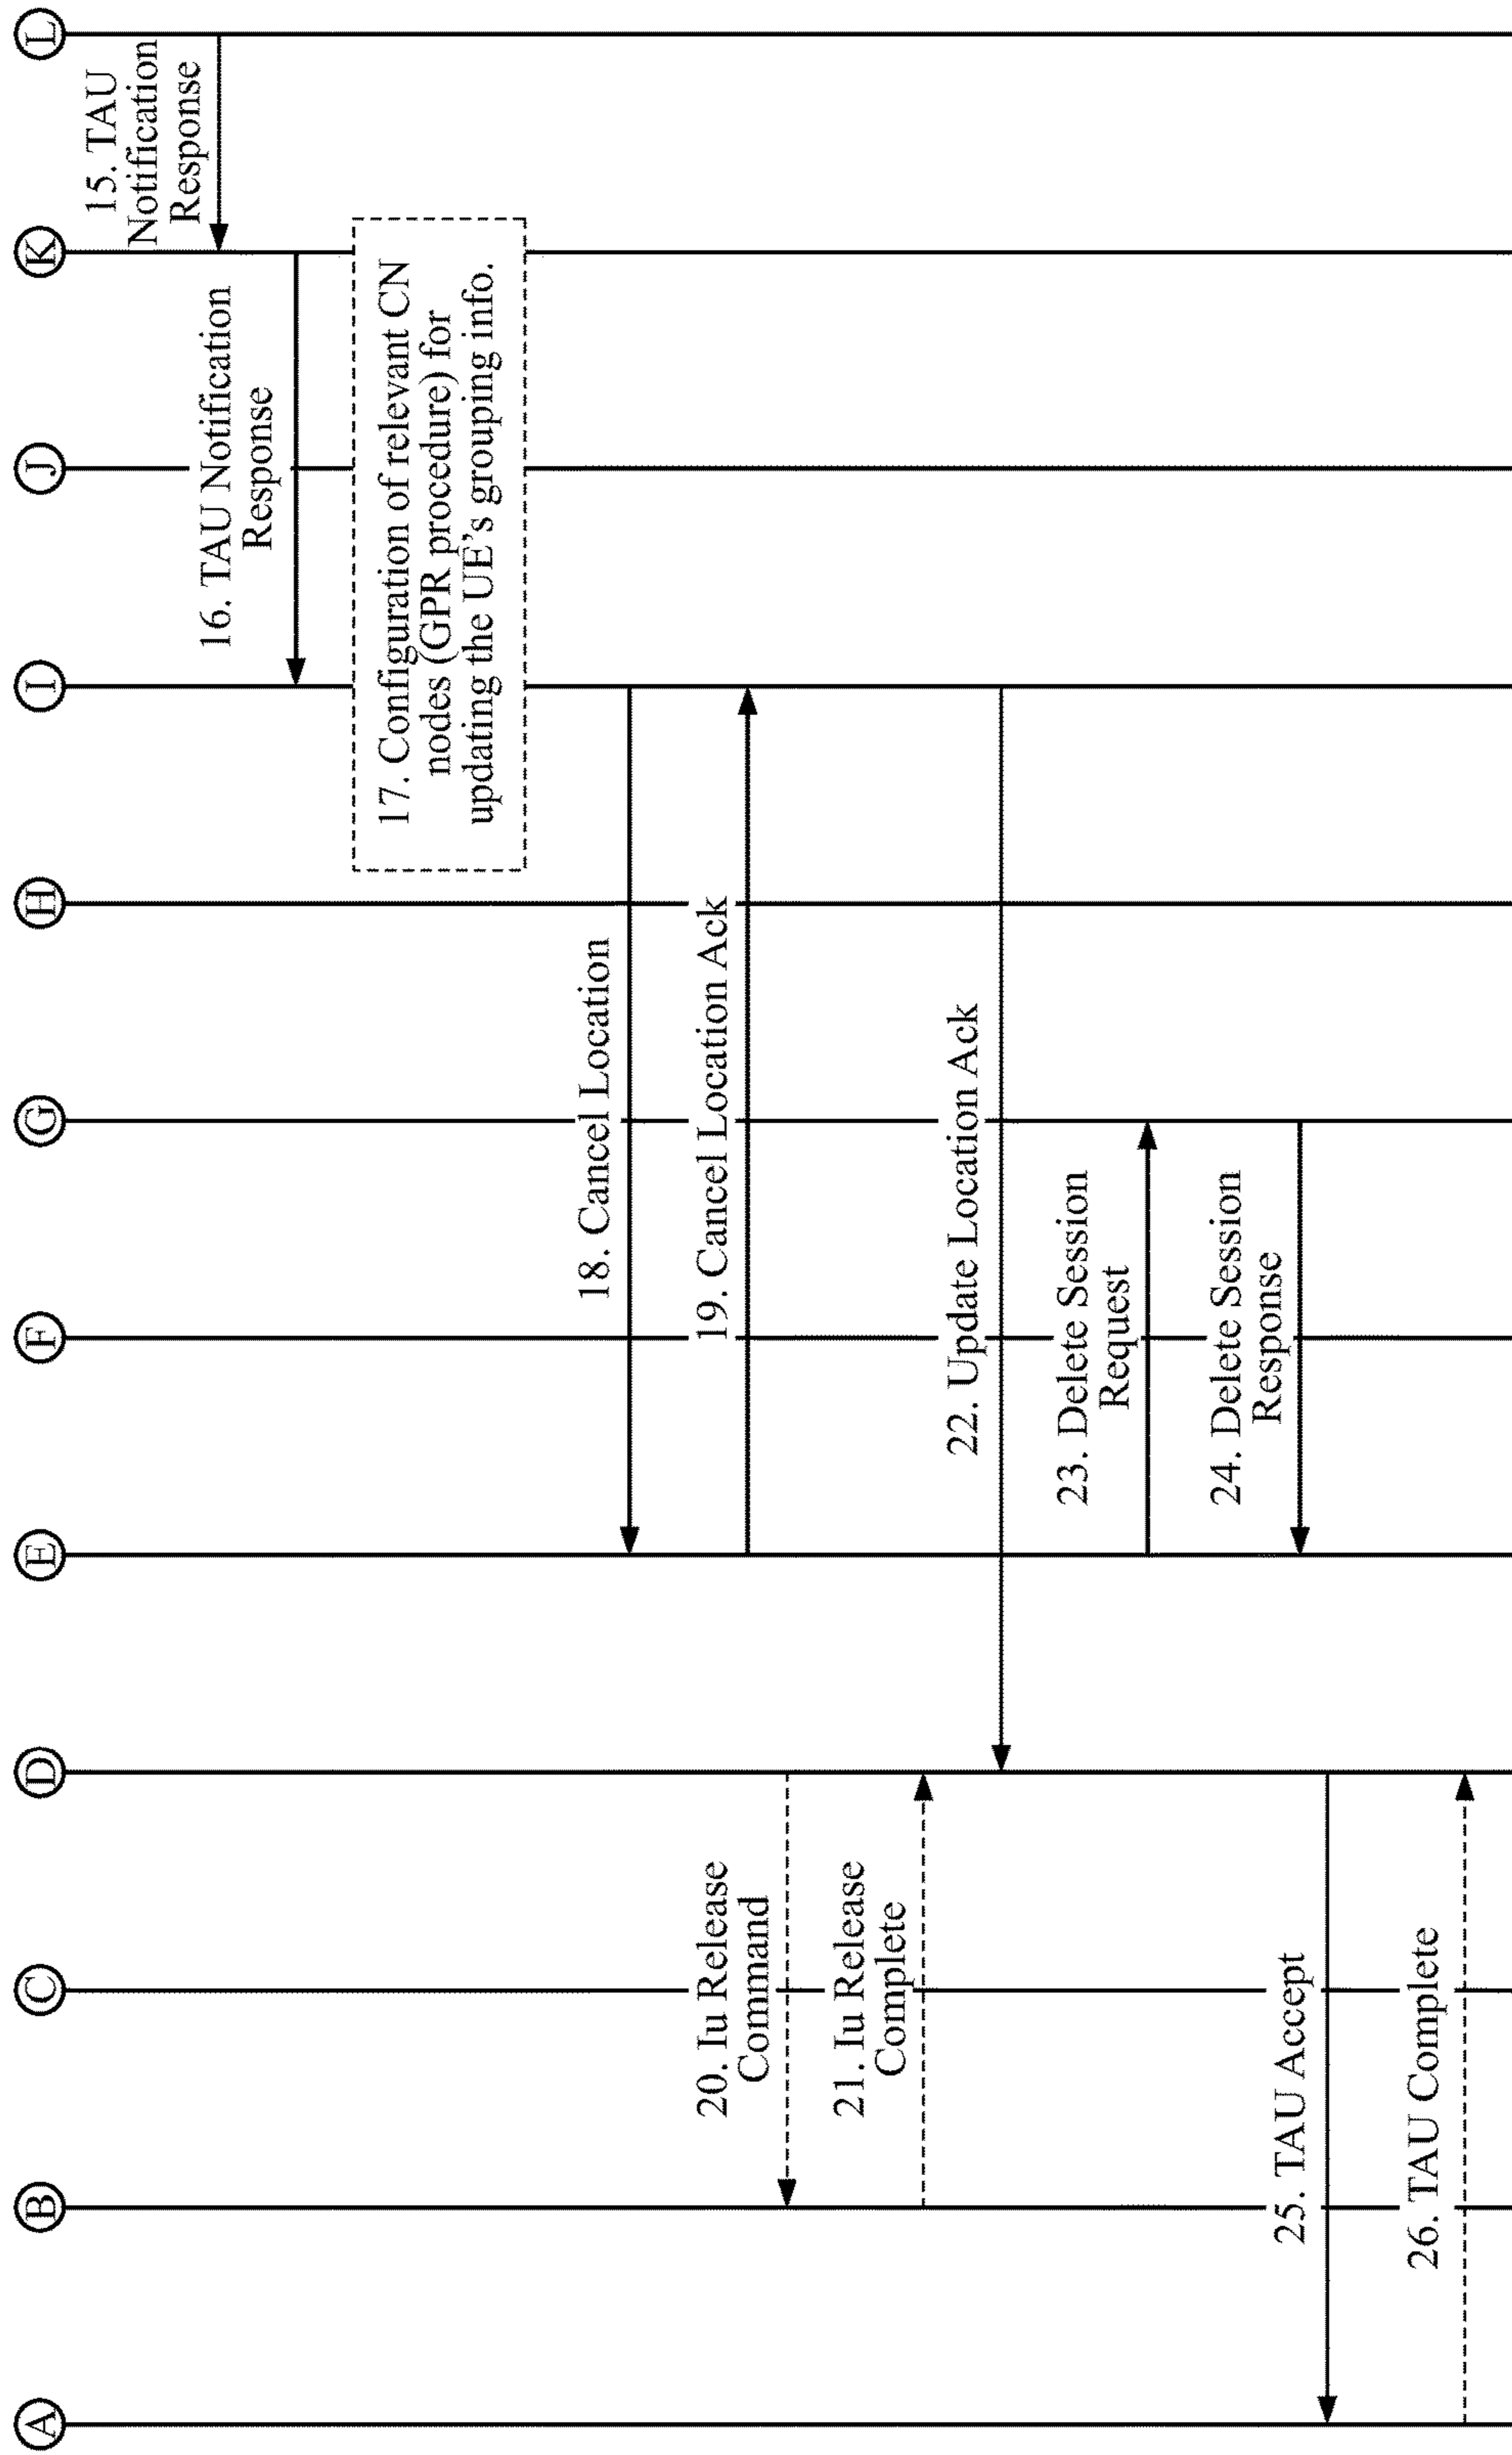 A
B
C
D
E
F
G
H
I
J
K
L
15. TAU
Notification
Response
16. TAU Notification
Response
17. Configuration of relevant CN
nodes (GPR procedure) for
updating the UE’s grouping info.
18. Cancel Location
19. Cancel Location Ack
20. Iu Release
Command
21. Iu Release
Complete
22. Update Location Ack
23. Delete Session
Request
24. Delete Session
Response
25. TAU Accept
26. TAU Complete